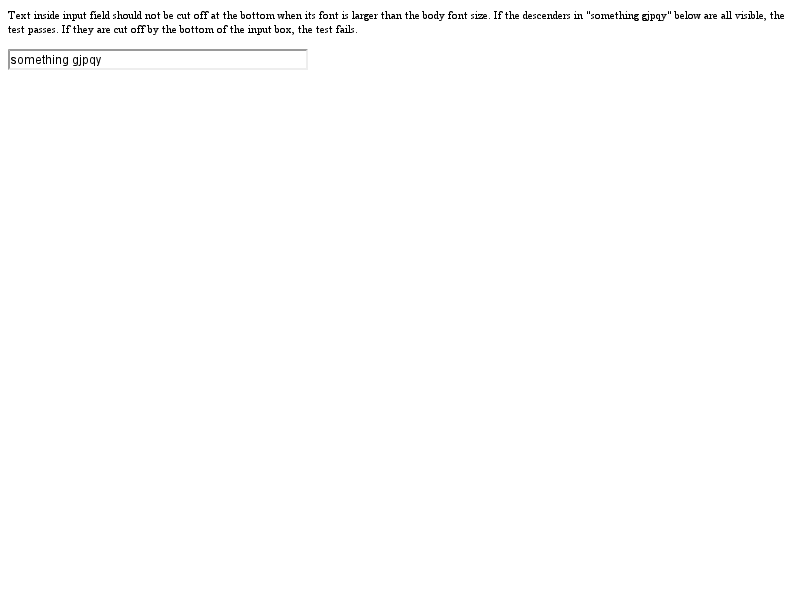 Text inside input field should not be cut off at the bottom when its font is larger than the body font size. If the descenders in "something gjpqy" below are all visible, the
test passes. If they are cut off by the bottom of the input box, the test fails.
something gjpqy